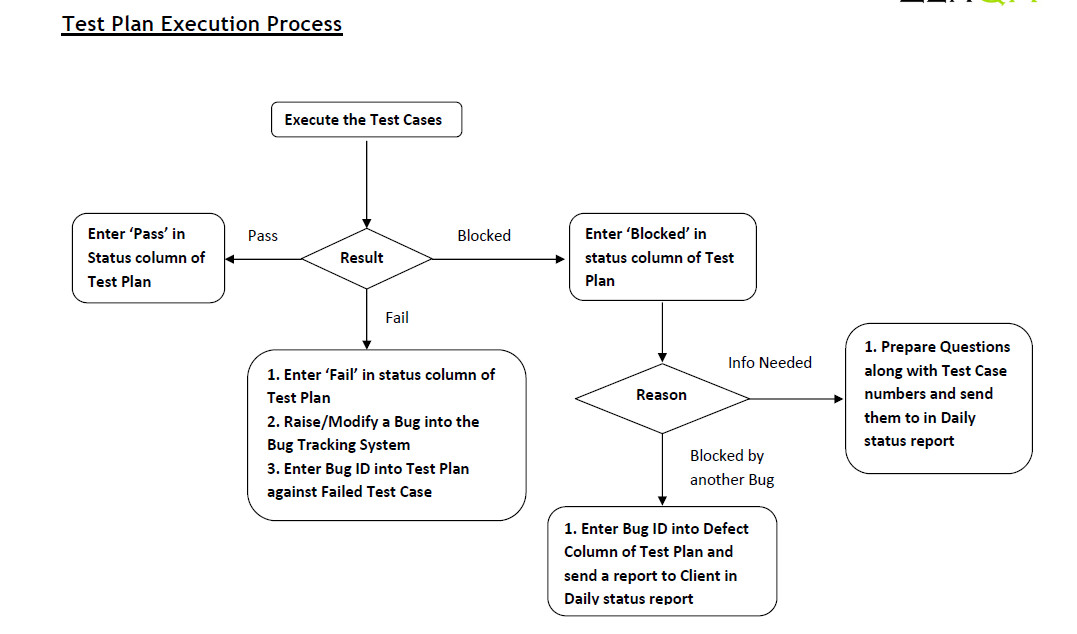 Test Plan Execution Process
Execute the Test Cases
Enter ‘Pass’ in
Status column of
Test Plan
Pass
Result
Blocked
Enter ‘Blocked’ in
status column of Test
Plan
Fail
1. Enter ‘Fail’ in status column of
Test Plan
2. Raise/Modify a Bug into the
Bug Tracking System
3. Enter Bug ID into Test Plan
against Failed Test Case
Reason
Info Needed
1. Prepare Questions
along with Test Case
numbers and send
them to in Daily
status report
Blocked by
another Bug
1. Enter Bug ID into Defect
Column of Test Plan and
send a report to Client in
Daily status report